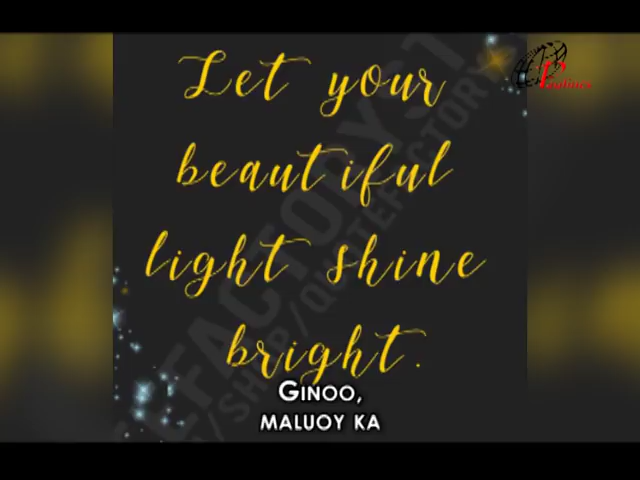 Let your
beautiful
light shine
bright.
GINOO,
MALUOY KA